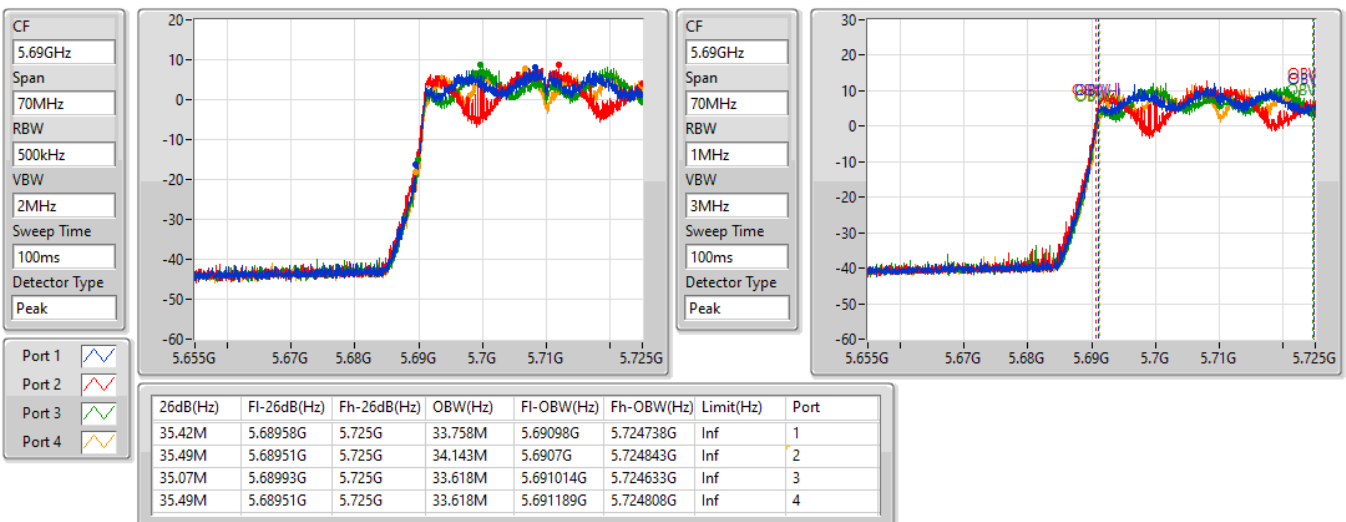 CF
5.69GHz
Span
70MHz
RBW
500kHz
VBW
2MHz
Sweep Time
100ms
Detector Type
Peak
Port 1
Port 2
Port 3
Port 4
20
10
0
-10
-20
-30
-40
-50
-60
5.655G 5.67G 5.68G 5.69G 5.7G 5.71G 5.725G
CF
5.69GHz
Span
70MHz
RBW
1MHz
VBW
3MHz
Sweep Time
100ms
Detector Type
Peak
30
20
10
0
-10
-20
-30
-40
-50
-60
5.655G 5.67G 5.68G 5.69G 5.7G 5.71G 5.725G
26dB(Hz) Fl-26dB(Hz) Fh-26dB(Hz) OBW(Hz) Fl-OBW(Hz) Fh-OBW(Hz) Limit(Hz) Port
35.42M 5.68958G 5.725G 33.758M 5.69098G 5.724738G Inf 1
35.49M 5.68951G 5.725G 34.143M 5.6907G 5.724843G Inf 2
35.07M 5.68993G 5.725G 33.618M 5.691014G 5.724633G Inf 3
35.49M 5.68951G 5.725G 33.618M 5.691189G 5.724808G Inf 4